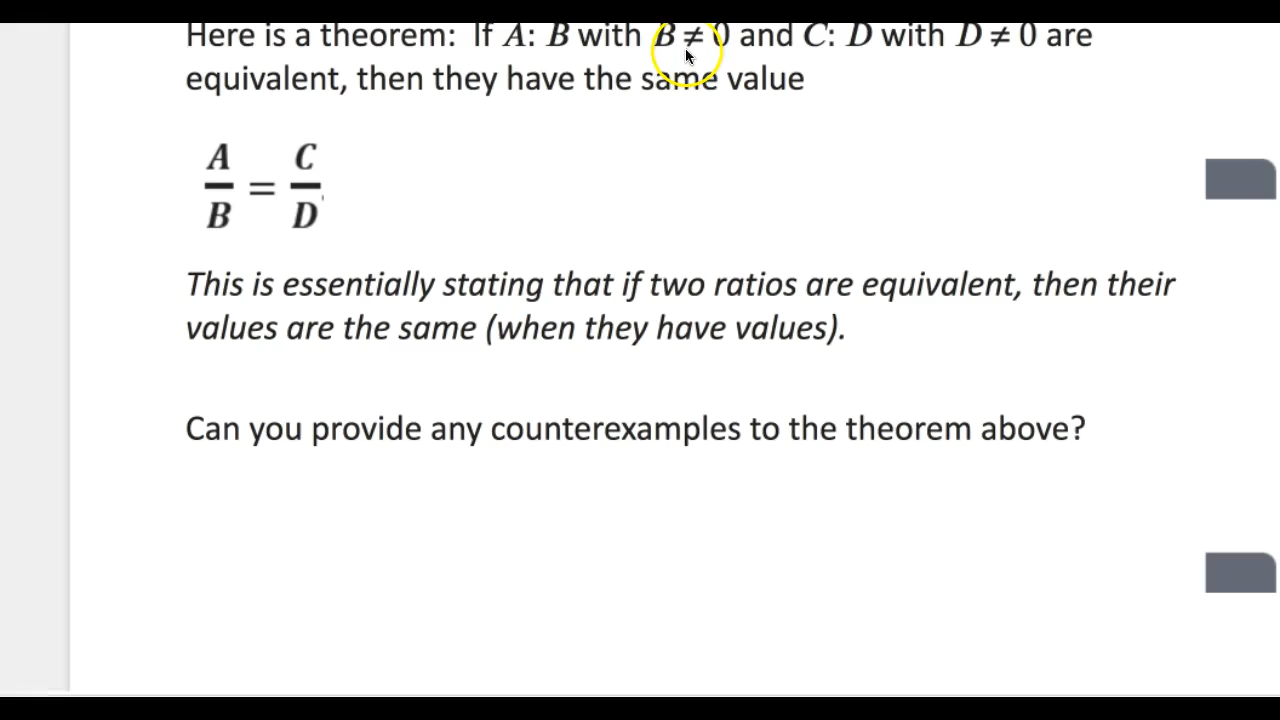 Here is a theorem: If A: B with B ≠ 0 and C: D with D ≠ 0 are
equivalent, then they have the same value
A/B = C/D
This is essentially stating that if two ratios are equivalent, then their
values are the same (when they have values).
Can you provide any counterexamples to the theorem above?